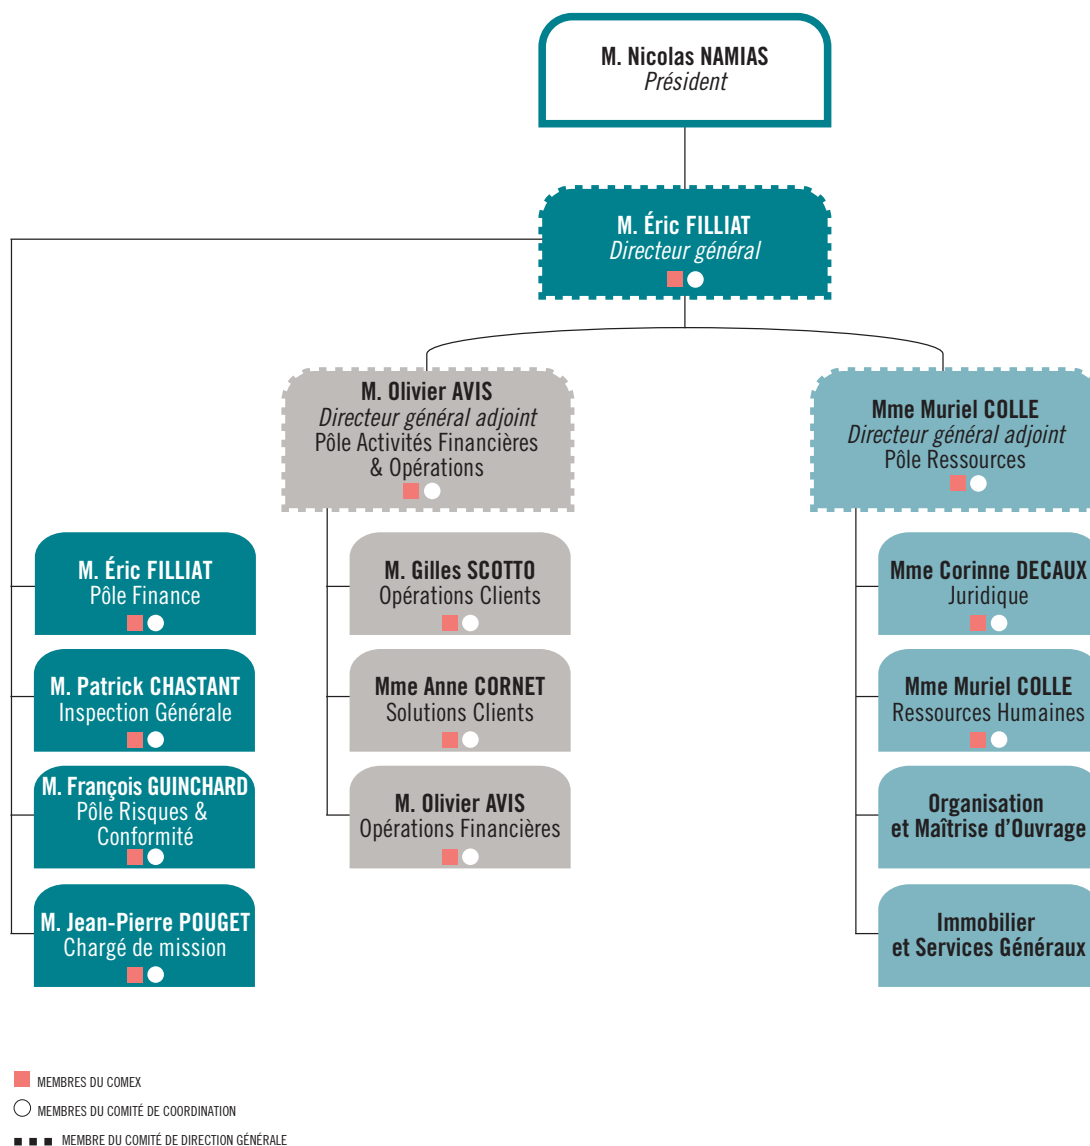 M. Nicolas NAMIAS
Président
M. Éric FILLIAT
Directeur général
M. Olivier AVIS
Directeur général adjoint
Pôle Activités Financières
& Opérations
Mme Muriel COLLE
Directeur général adjoint
Pôle Ressources
M. Éric FILLIAT
Pôle Finance
M. Patrick CHASTANT
Inspection Générale
M. François GUINCHARD
Pôle Risques &
Conformité
M. Jean-Pierre POUGET
Chargé de mission
M. Gilles SCOTTO
Opérations Clients
Mme Anne CORNET
Solutions Clients
M. Olivier AVIS
Opérations Financières
Mme Corinne DECAUX
Juridique
Mme Muriel COLLE
Ressources Humaines
Organisation
et Maîtrise d'Ouvrage
Immobilier
et Services Généraux
MEMBRES DU COMEX
MEMBRES DU COMITÉ DE COORDINATION
MEMBRE DU COMITÉ DE DIRECTION GÉNÉRALE